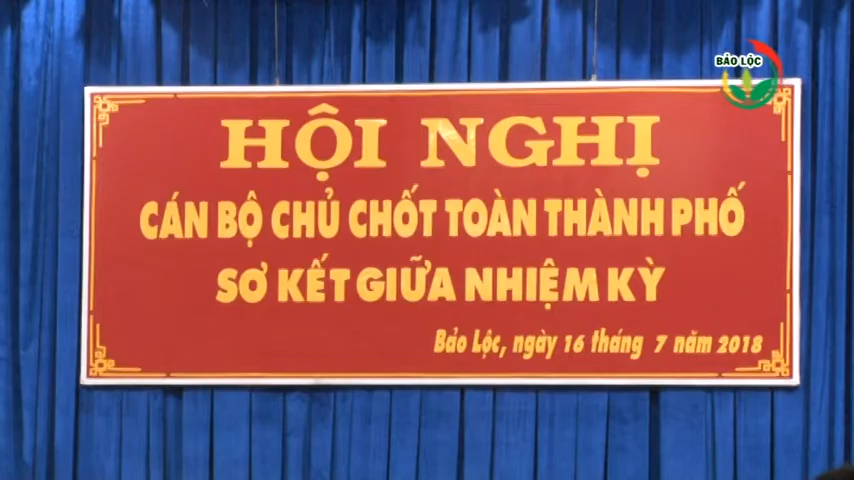 BẢO LỘC
HỘI NGHỊ
CÁN BỘ CHỦ CHỐT TOÀN THÀNH PHỐ
SƠ KẾT GIỮA NHIỆM KỲ
Bảo Lộc, ngày 16 tháng 7 năm 2018